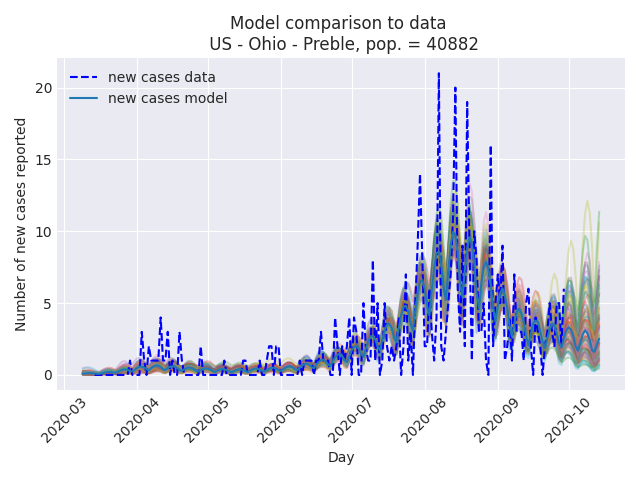 Model comparison to data
US - Ohio - Preble, pop. = 40882
new cases data
new cases model
Number of new cases reported
20
15
10
5
0
2020-03
2020-04
2020-05
2020-06
2020-07
2020-08
2020-09
2020-10
Day